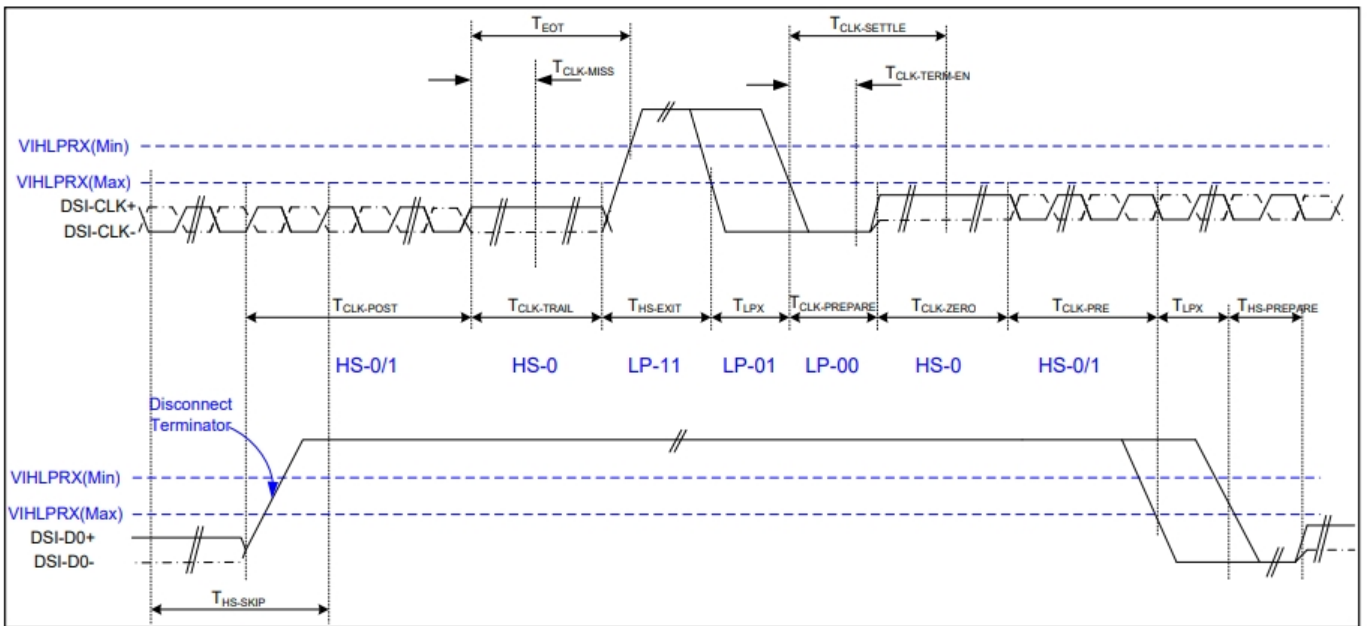 TEOT
TCLK-SETTLE
TCLK-MISS
TCLK-TERM-EN
VIHLPRX(Min)
VIHLPRX(Max)
DSI-CLK+
DSI-CLK-
TCLK-POST TCLK-TRAIL THS-EXIT TLPX TCLK-PREPARE TCLK-ZERO TCLK-PRE TLPX THS-PREPARE
HS-0/1 HS-0 LP-11 LP-01 LP-00 HS-0 HS-0/1
Disconnect
Terminator
VIHLPRX(Min)
VIHLPRX(Max)
DSI-D0+
DSI-D0-
THS-SKIP